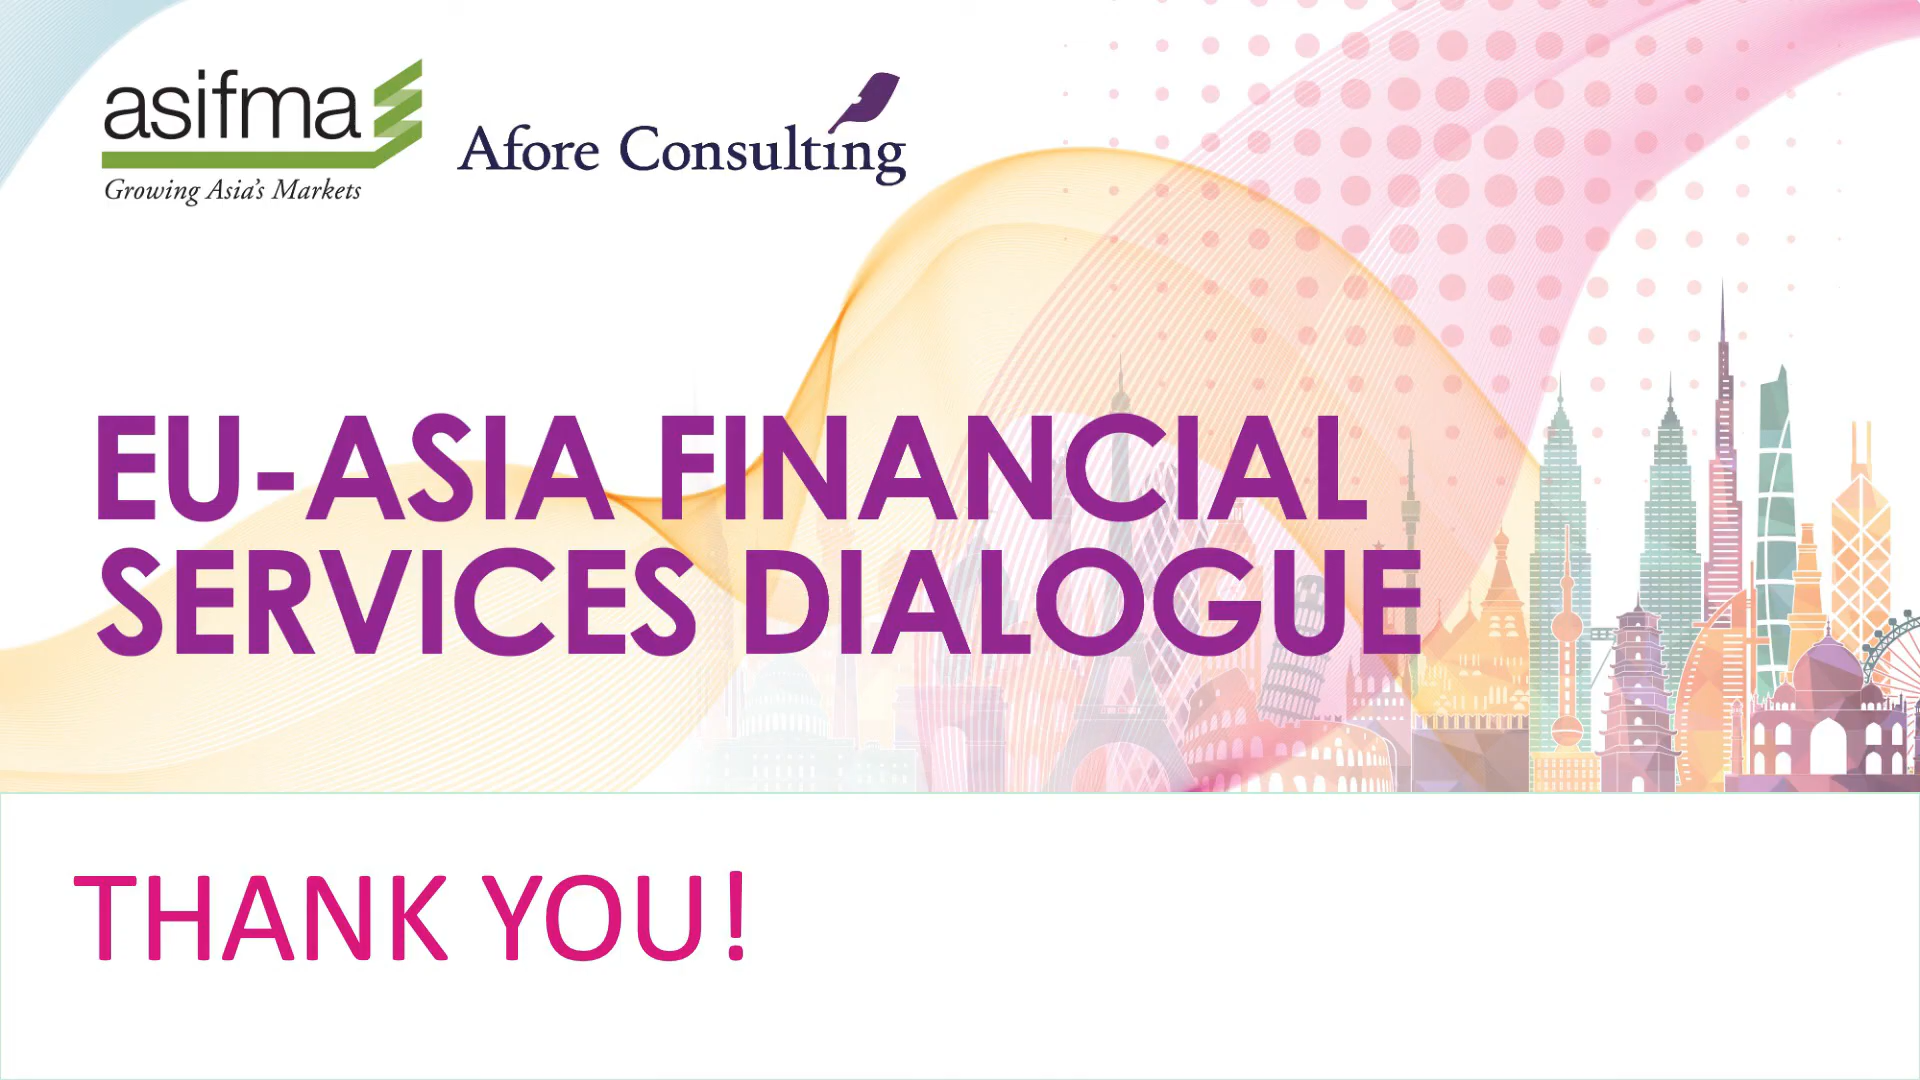 asifma
Growing Asia's Markets
Afore Consulting
EU-ASIA FINANCIAL
SERVICES DIALOGUE
THANK YOU!